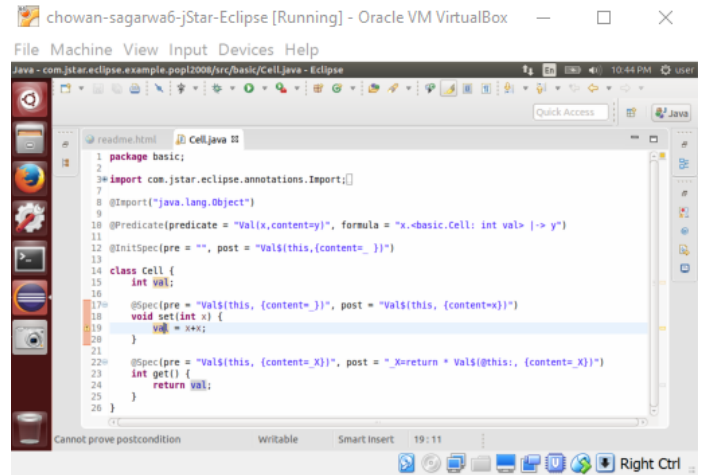 chowan-sagarwa6-jStar-Eclipse [Running] - Oracle VM VirtualBox
File Machine View Input Devices Help
Java - com.jstar.eclipse.example.popl2008/src/basic/Cell.java - Eclipse
En 10:44 PM user
Quick Access Java
readme.html Cell.java
1 package basic;
2
3 import com.jstar.eclipse.annotations.Import;
7
8 @Import("java.lang.Object")
9
10 @Predicate(predicate = "Val(x,content=y)", formula = "x.<basic.Cell: int val> |-> y")
11
12 @InitSpec(pre = "", post = "Val$(this,{content=_ })")
13
14 class Cell {
15 int val;
16
17 @Spec(pre = "Val$(this, {content=_})", post = "Val$(this, {content=x})")
18 void set(int x) {
19 val = x+x;
20 }
21
22 @Spec(pre = "Val$(this, {content=_X})", post = "_X=return * Val$(@this:, {content=_X})")
23 int get() {
24 return val;
25 }
26 }
Cannot prove postcondition Writable Smart Insert 19 : 11
Right Ctrl